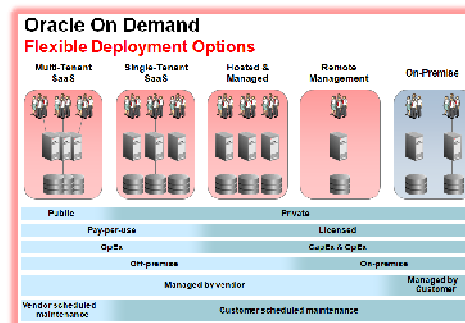 Oracle On Demand
Flexible Deployment Options
Multi-Tenant SaaS
Single-Tenant SaaS
Hosted & Managed
Remote Management
On-Premise
Public
Private
Pay-per-use
Licensed
OpEx
CapEx & OpEx
Off-premise
On-premise
Managed by vendor
Managed by Customer
Vendor scheduled maintenance
Customer scheduled maintenance